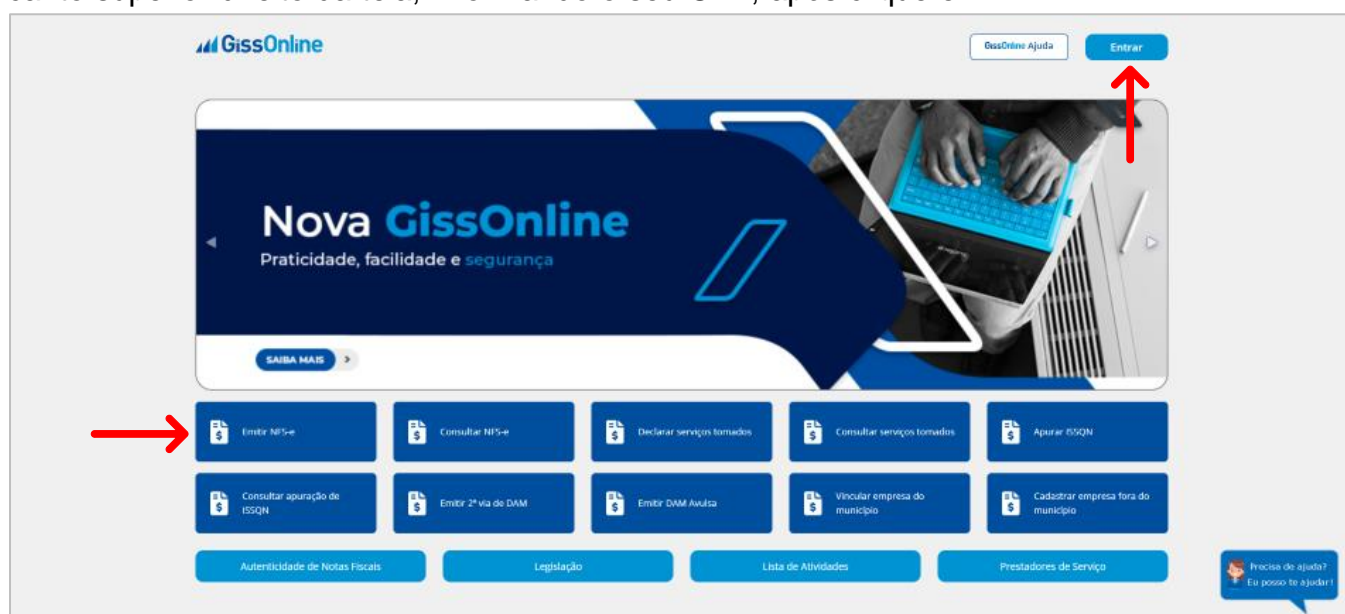 GissOnline
GissOnline Ajuda
Entrar
Nova GissOnline
Praticidade, facilidade e segurança
SAIBA MAIS >
Emitir NFS-e
Consultar NFS-e
Declarar serviços tomados
Consultar serviços tomados
Apurar ISSQN
Consultar apuração de
ISSQN
Emitir 2ª via de DAM
Emitir DAM Avulsa
Vincular empresa do
município
Cadastrar empresa fora do
município
Autenticidade de Notas Fiscais
Legislação
Lista de Atividades
Prestadores de Serviço
Precisa de ajuda?
Eu posso te ajudar!